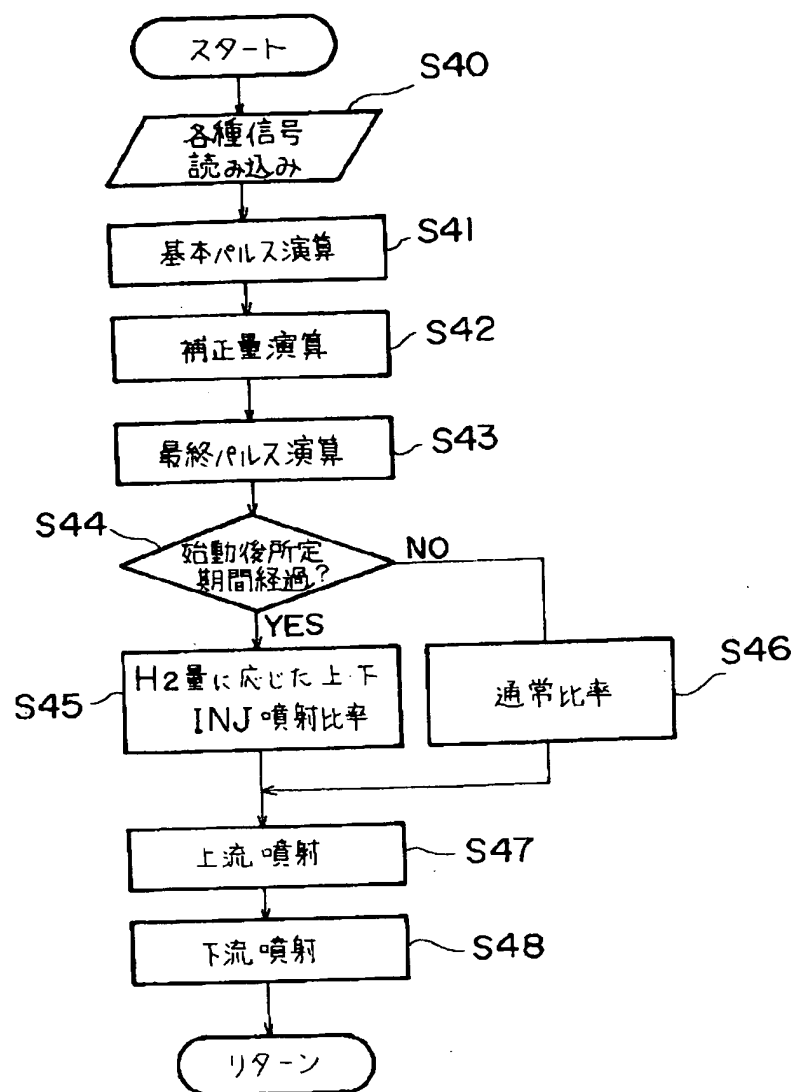 スタート
S40
各種信号
読み込み
基本パルス演算
S41
補正量演算
S42
最終パルス演算
S43
S44
始動後所定
期間経過?
NO
YES
S45
H2量に応じた上・下
INJ噴射比率
通常比率
S46
上流噴射
S47
下流噴射
S48
リターン